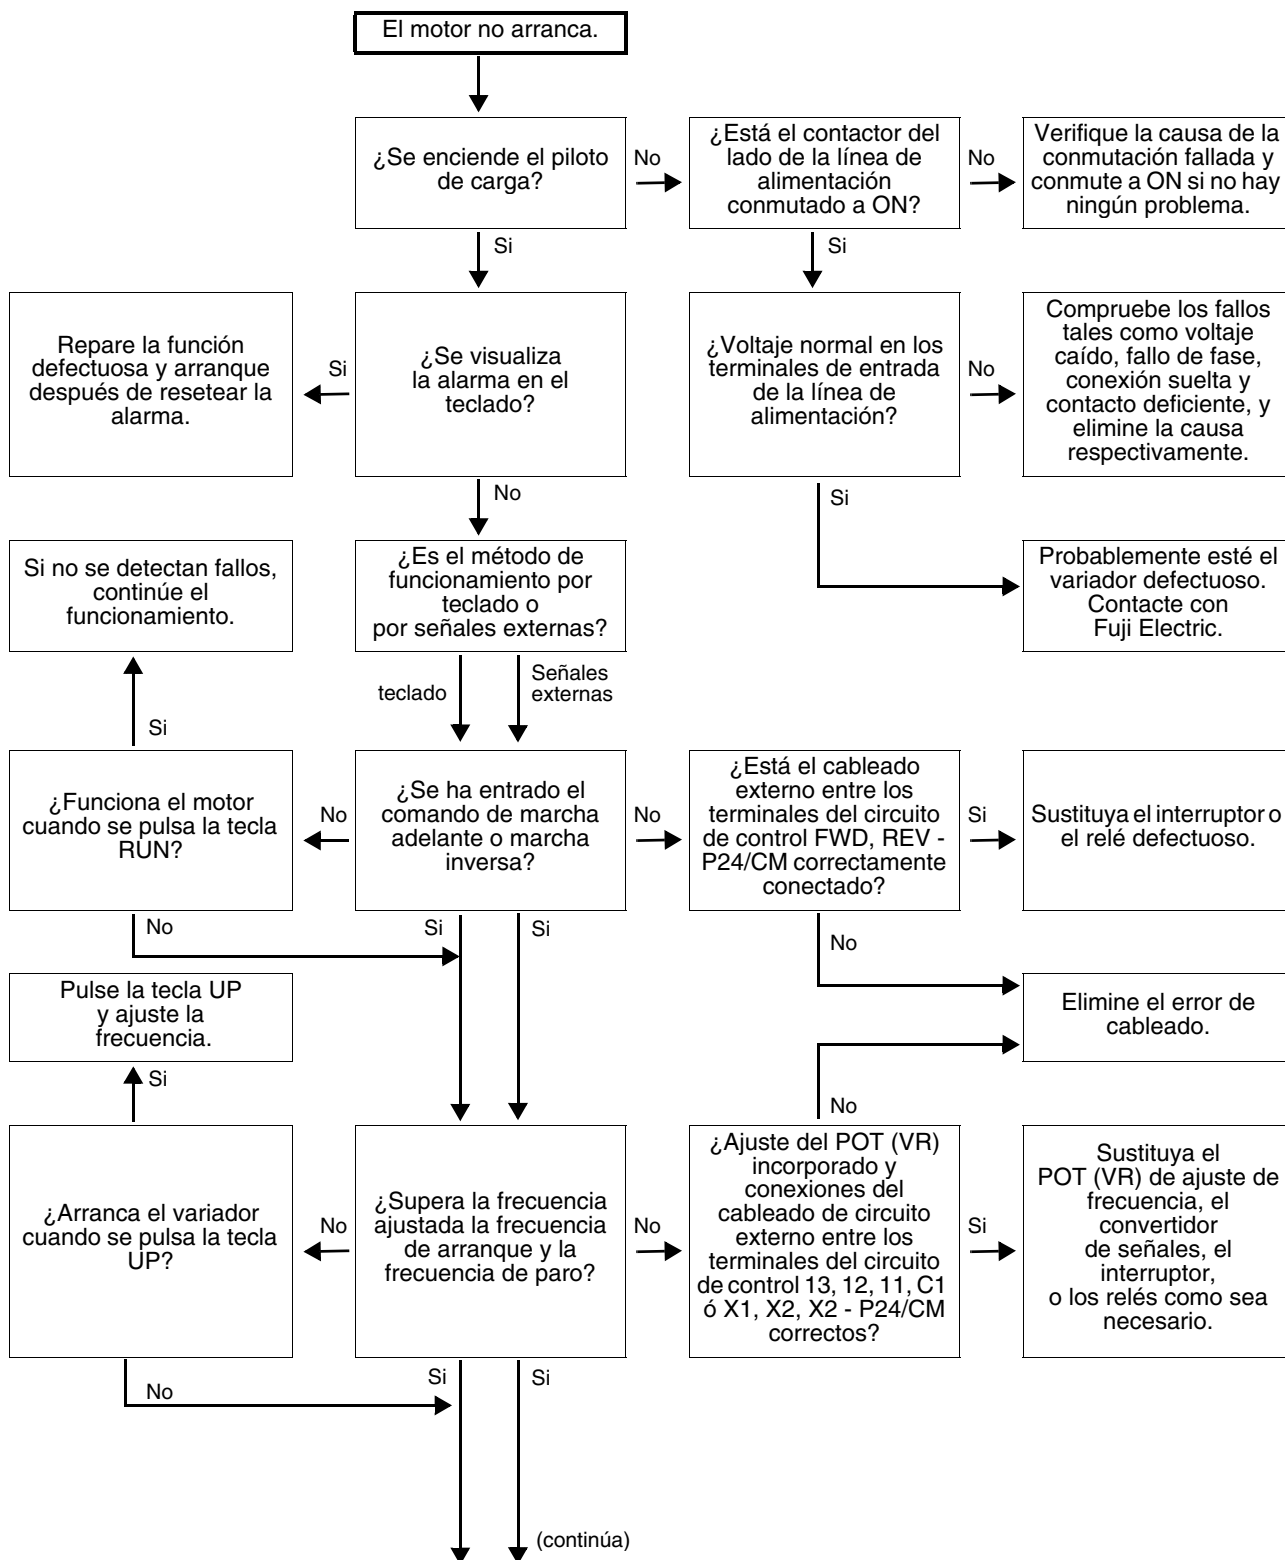 El motor no arranca.
¿Se enciende el piloto
de carga?
No
¿Está el contactor del
lado de la línea de
alimentación
conmutado a ON?
No
Verifique la causa de la
conmutación fallada y
conmute a ON si no hay
ningún problema.
Si
Si
Repare la función
defectuosa y arranque
después de resetear la
alarma.
Si
¿Se visualiza
la alarma en el
teclado?
¿Voltaje normal en los
terminales de entrada
de la línea de
alimentación?
No
Compruebe los fallos
tales como voltaje
caído, fallo de fase,
conexión suelta y
contacto deficiente, y
elimine la causa
respectivamente.
No
Si
Si no se detectan fallos,
continúe el
funcionamiento.
¿Es el método de
funcionamiento por
teclado o
por señales externas?
Probablemente esté el
variador defectuoso.
Contacte con
Fuji Electric.
teclado
Señales
externas
Si
¿Funciona el motor
cuando se pulsa la tecla
RUN?
No
¿Se ha entrado el
comando de marcha
adelante o marcha
inversa?
No
¿Está el cableado
externo entre los
terminales del circuito
de control FWD, REV -
P24/CM correctamente
conectado?
Si
Sustituya el interruptor o
el relé defectuoso.
No
Si
Si
No
Pulse la tecla UP
y ajuste la
frecuencia.
Elimine el error de
cableado.
Si
No
¿Arranca el variador
cuando se pulsa la tecla
UP?
No
¿Supera la frecuencia
ajustada la frecuencia
de arranque y la
frecuencia de paro?
No
¿Ajuste del POT (VR)
incorporado y
conexiones del
cableado de circuito
externo entre los
terminales del circuito
de control 13, 12, 11, C1
ó X1, X2, X2 - P24/CM
correctos?
Si
Sustituya el
POT (VR) de ajuste de
frecuencia, el
convertidor
de señales, el
interruptor,
o los relés como sea
necesario.
No
Si
Si
(continúa)